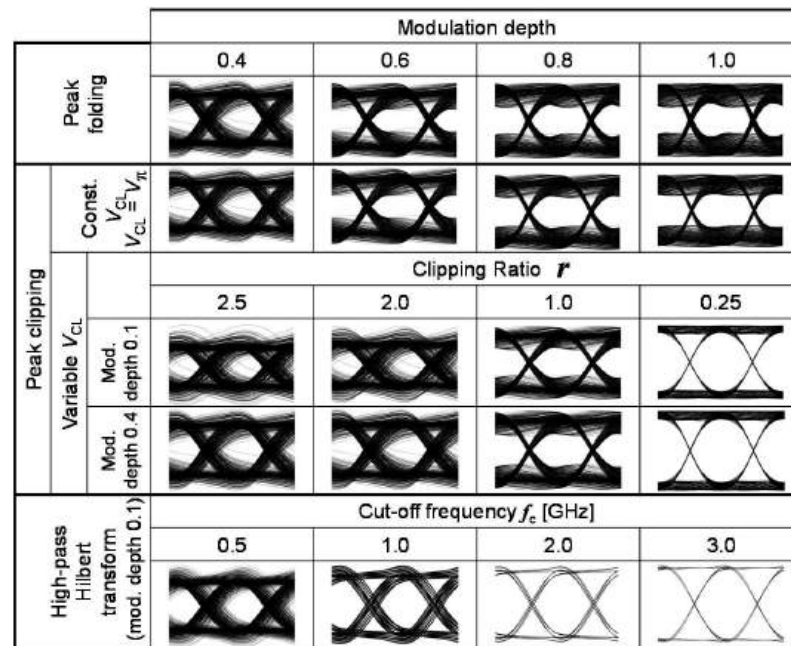 Modulation depth
0.4 0.6 0.8 1.0
Peak
folding
Peak clipping
Const.
V_CL = V_π
V_CL
Clipping Ratio r
2.5 2.0 1.0 0.25
Variable V_CL
Mod.
depth 0.1
Mod.
depth 0.4
Cut-off frequency f_c [GHz]
0.5 1.0 2.0 3.0
High-pass
Hilbert
transform
(mod. depth 0.1)